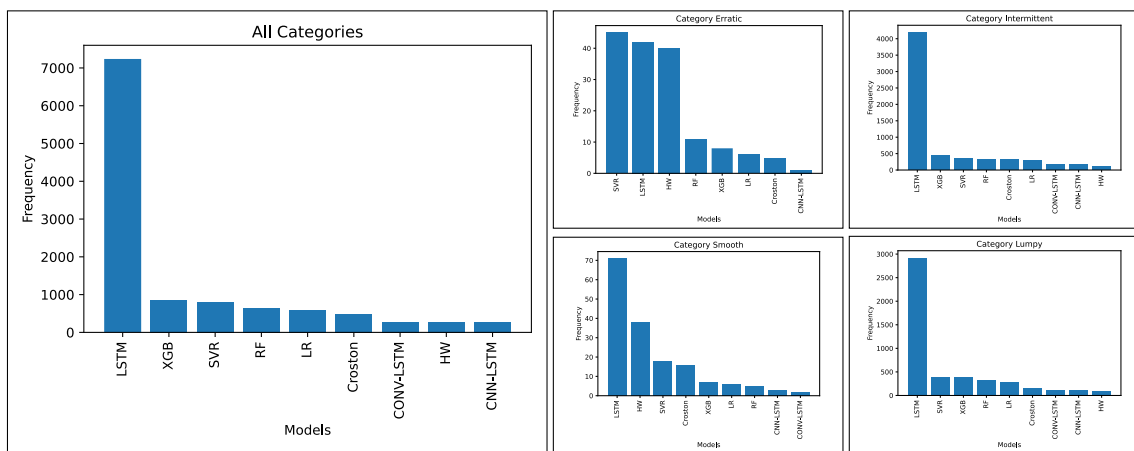 All Categories
Frequency
7000
6000
5000
4000
3000
2000
1000
0
LSTM
XGB
SVR
RF
LR
Croston
CONV-LSTM
HW
CNN-LSTM
Models
Category Erratic
Frequency
40
30
20
10
0
SVR
LSTM
HW
RF
XGB
LR
Croston
CNN-LSTM
Models
Category Intermittent
Frequency
4000
3500
3000
2500
2000
1500
1000
500
0
LSTM
XGB
SVR
RF
Croston
LR
CONV-LSTM
CNN-LSTM
HW
Models
Category Smooth
Frequency
70
60
50
40
30
20
10
0
LSTM
HW
SVR
Croston
XGB
LR
RF
CNN-LSTM
CONV-LSTM
Models
Category Lumpy
Frequency
3000
2500
2000
1500
1000
500
0
LSTM
SVR
XGB
RF
LR
Croston
CONV-LSTM
CNN-LSTM
HW
Models